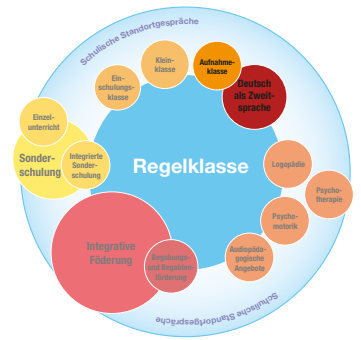 Schulische Standortgespräche
Klein-
klasse
Aufnahme-
klasse
Ein-
schulungs-
klasse
Deutsch
als Zweit-
sprache
Einzel-
unterricht
Sonder-
schulung
Integrierte
Sonder-
schulung
Regelklasse
Logopädie
Psycho-
therapie
Psycho-
motorik
Audiopäda-
gogische
Angebote
Integrative
Föderung
Begabungs-
und Begabten-
förderung
Schulische Standortgespräche